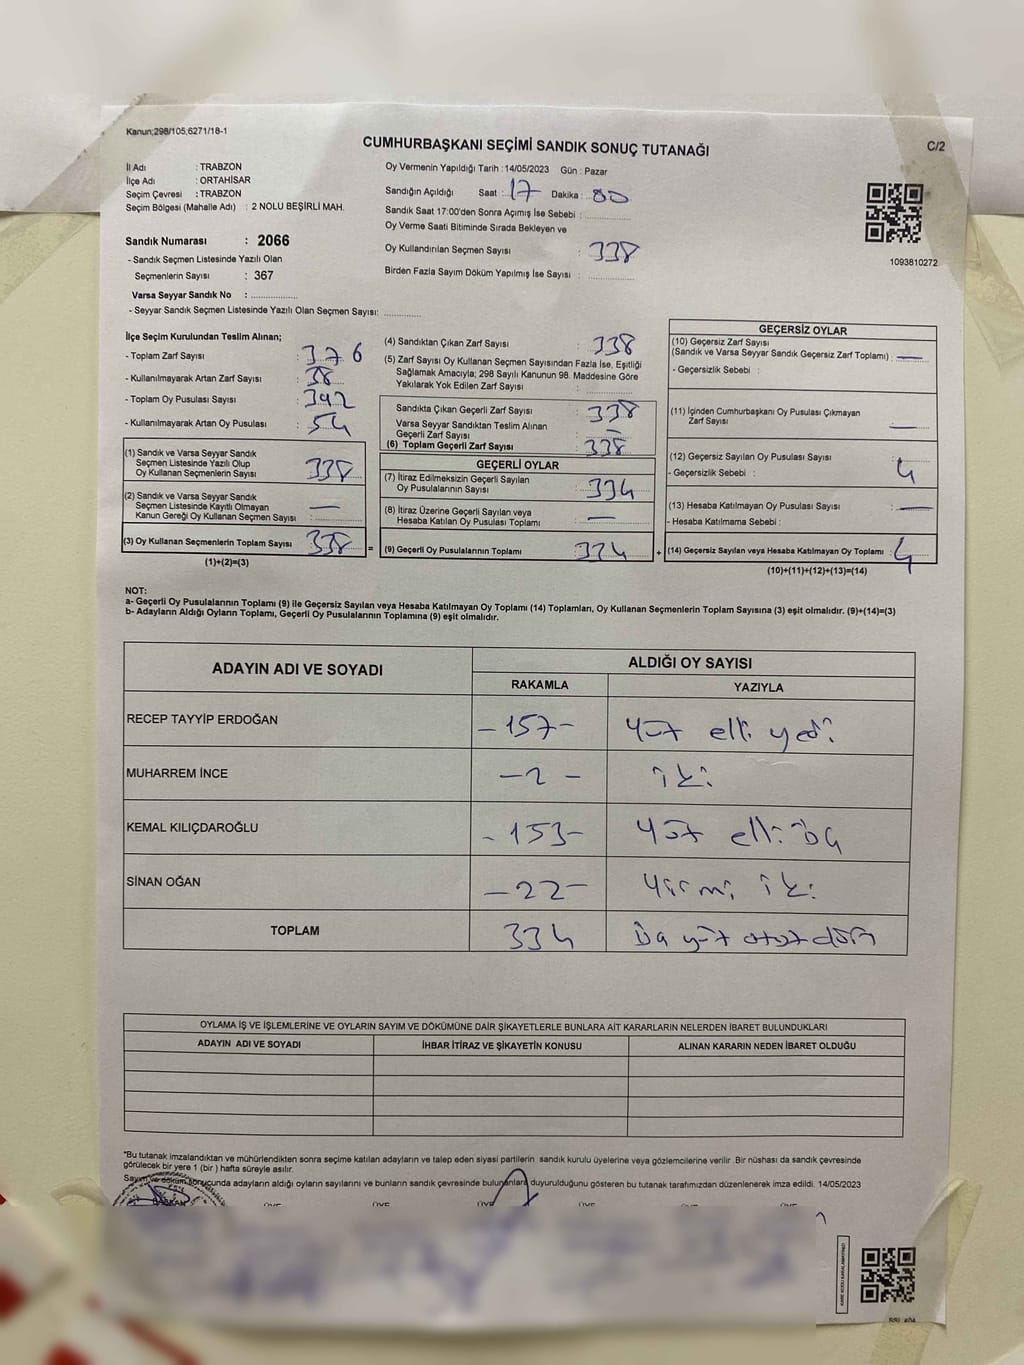 Kanun;298/105,6271/18-1
CUMHURBAŞKANI SEÇİMİ SANDIK SONUÇ TUTANAĞI
C/2
İl Adı : TRABZON
İlçe Adı : ORTAHİSAR
Seçim Çevresi : TRABZON
Seçim Bölgesi (Mahalle Adı) : 2 NOLU BEŞİRLİ MAH.
Sandık Numarası : 2066
- Sandık Seçmen Listesinde Yazılı Olan
Seçmenlerin Sayısı : 367
Varsa Seyyar Sandık No : ................
- Seyyar Sandık Seçmen Listesinde Yazılı Olan Seçmen Sayısı: .............
Oy Vermenin Yapıldığı Tarih : 14/05/2023 Gün : Pazar
Sandığın Açıldığı Saat : 17 Dakika : 00
Sandık Saat 17:00'den Sonra Açımış İse Sebebi : ................
Oy Verme Saati Bitiminde Sırada Bekleyen ve
Oy Kullandırılan Seçmen Sayısı : 338
Birden Fazla Sayım Döküm Yapılmış İse Sayısı : ................
1093810272
İlçe Seçim Kurulundan Teslim Alınan;
- Toplam Zarf Sayısı : 376
- Kullanılmayarak Artan Zarf Sayısı : 38
- Toplam Oy Pusulası Sayısı : 392
- Kullanılmayarak Artan Oy Pusulası : 54
(1) Sandık ve Varsa Seyyar Sandık
Seçmen Listesinde Yazılı Olup
Oy Kullanan Seçmenlerin Sayısı : 338
(2) Sandık ve Varsa Seyyar Sandık
Seçmen Listesinde Kayıtlı Olmayan
Kanun Gereği Oy Kullanan Seçmen Sayısı : —
(3) Oy Kullanan Seçmenlerin Toplam Sayısı : 338
(1)+(2)=(3)
(4) Sandıktan Çıkan Zarf Sayısı : 338
(5) Zarf Sayısı Oy Kullanan Seçmen Sayısından Fazla İse, Eşitliği
Sağlamak Amacıyla; 298 Sayılı Kanunun 98. Maddesine Göre
Yakılarak Yok Edilen Zarf Sayısı : ................
Sandıkta Çıkan Geçerli Zarf Sayısı : 338
Varsa Seyyar Sandıktan Teslim Alınan
Geçerli Zarf Sayısı : —
(6) Toplam Geçerli Zarf Sayısı : 338
GEÇERLİ OYLAR
(7) İtiraz Edilmeksizin Geçerli Sayılan
Oy Pusulalarının Sayısı : 334
(8) İtiraz Üzerine Geçerli Sayılan veya
Hesaba Katılan Oy Pusulası Toplamı : —
= (9) Geçerli Oy Pusulalarının Toplamı : 334 +
GEÇERSİZ OYLAR
(10) Geçersiz Zarf Sayısı
(Sandık ve Varsa Seyyar Sandık Geçersiz Zarf Toplamı) : —
- Geçersizlik Sebebi :
(11) İçinden Cumhurbaşkanı Oy Pusulası Çıkmayan
Zarf Sayısı : —
(12) Geçersiz Sayılan Oy Pusulası Sayısı : 4
- Geçersizlik Sebebi :
(13) Hesaba Katılmayan Oy Pusulası Sayısı : —
- Hesaba Katılmama Sebebi :
(14) Geçersiz Sayılan veya Hesaba Katılmayan Oy Toplamı : 4
(10)+(11)+(12)+(13)=(14)
NOT:
a- Geçerli Oy Pusulalarının Toplamı (9) ile Geçersiz Sayılan veya Hesaba Katılmayan Oy Toplamı (14) Toplamları, Oy Kullanan Seçmenlerin Toplam Sayısına (3) eşit olmalıdır. (9)+(14)=(3)
b- Adayların Aldığı Oyların Toplamı, Geçerli Oy Pusulalarının Toplamına (9) eşit olmalıdır.
ADAYIN ADI VE SOYADI
ALDIĞI OY SAYISI
RAKAMLA
YAZIYLA
RECEP TAYYİP ERDOĞAN -157- Yüz elli yedi
MUHARREM İNCE -2- iki
KEMAL KILIÇDAROĞLU -153- Yüz elli üç
SİNAN OĞAN -22- Yirmi iki
TOPLAM 334 üç yüz otuz dört
OYLAMA İŞ VE İŞLEMLERİNE VE OYLARIN SAYIM VE DÖKÜMÜNE DAİR ŞİKAYETLERLE BUNLARA AİT KARARLARIN NELERDEN İBARET BULUNDUKLARI
ADAYIN ADI VE SOYADI
İHBAR İTİRAZ VE ŞİKAYETİN KONUSU
ALINAN KARARIN NEDEN İBARET OLDUĞU
"Bu tutanak imzalandıktan ve mühürlendikten sonra seçime katılan adayların ve talep eden siyasi partilerin sandık kurulu üyelerine veya gözlemcilerine verilir. Bir nüshası da sandık çevresinde
görülecek bir yere 1 (bir ) hafta süreyle asılır.
Sayım ve döküm sonucunda adayların aldığı oyların sayılarını ve bunların sandık çevresinde bulunanlara duyurulduğunu gösteren bu tutanak tarafımızdan düzenlenerek imza edildi. 14/05/2023
BAŞKAN ÜYE ÜYE ÜYE ÜYE ÜYE ÜYE